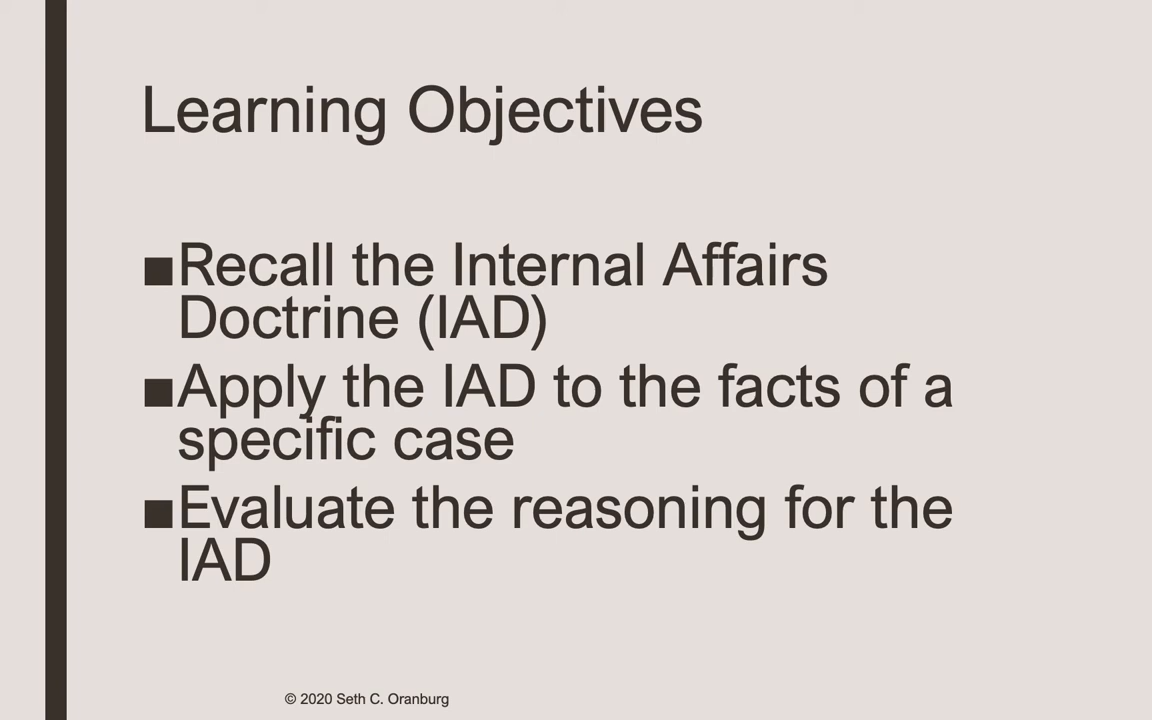 Learning Objectives
■Recall the Internal Affairs
Doctrine (IAD)
■Apply the IAD to the facts of a
specific case
■Evaluate the reasoning for the
IAD
© 2020 Seth C. Oranburg